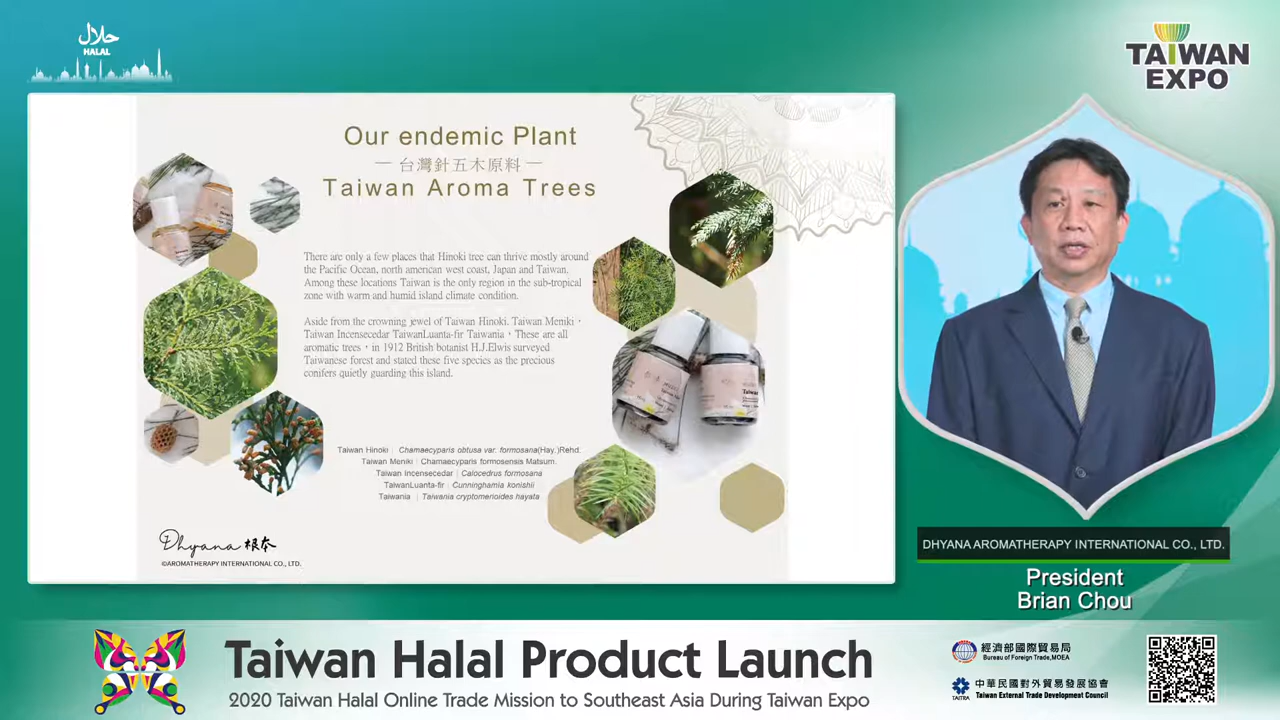 حلال
HALAL
TAIWAN
EXPO
Our endemic Plant
— 台灣針五木原料 —
Taiwan Aroma Trees
There are only a few places that Hinoki tree can thrive mostly around
the Pacific Ocean, north american west coast, Japan and Taiwan.
Among these locations Taiwan is the only region in the sub-tropical
zone with warm and humid island climate condition.
Aside from the crowning jewel of Taiwan Hinoki. Taiwan Meniki，
Taiwan Incensecedar TaiwanLuanta-fir Taiwania，These are all
aromatic trees，in 1912 British botanist H.J.Elwis surveyed
Taiwanese forest and stated these five species as the precious
conifers quietly guarding this island.
Taiwan Hinoki | Chamaecyparis obtusa var. formosana(Hay.)Rehd.
Taiwan Meniki | Chamaecyparis formosensis Matsum.
Taiwan Incensecedar | Calocedrus formosana
TaiwanLuanta-fir | Cunninghamia konishii
Taiwania | Taiwania cryptomerioides hayata
Dhyana 根本
©AROMATHERAPY INTERNATIONAL CO., LTD.
DHYANA AROMATHERAPY INTERNATIONAL CO., LTD.
President
Brian Chou
Taiwan Halal Product Launch
2020 Taiwan Halal Online Trade Mission to Southeast Asia During Taiwan Expo
經濟部國際貿易局
Bureau of Foreign Trade,MOEA
TAITRA
中華民國對外貿易發展協會
Taiwan External Trade Development Council